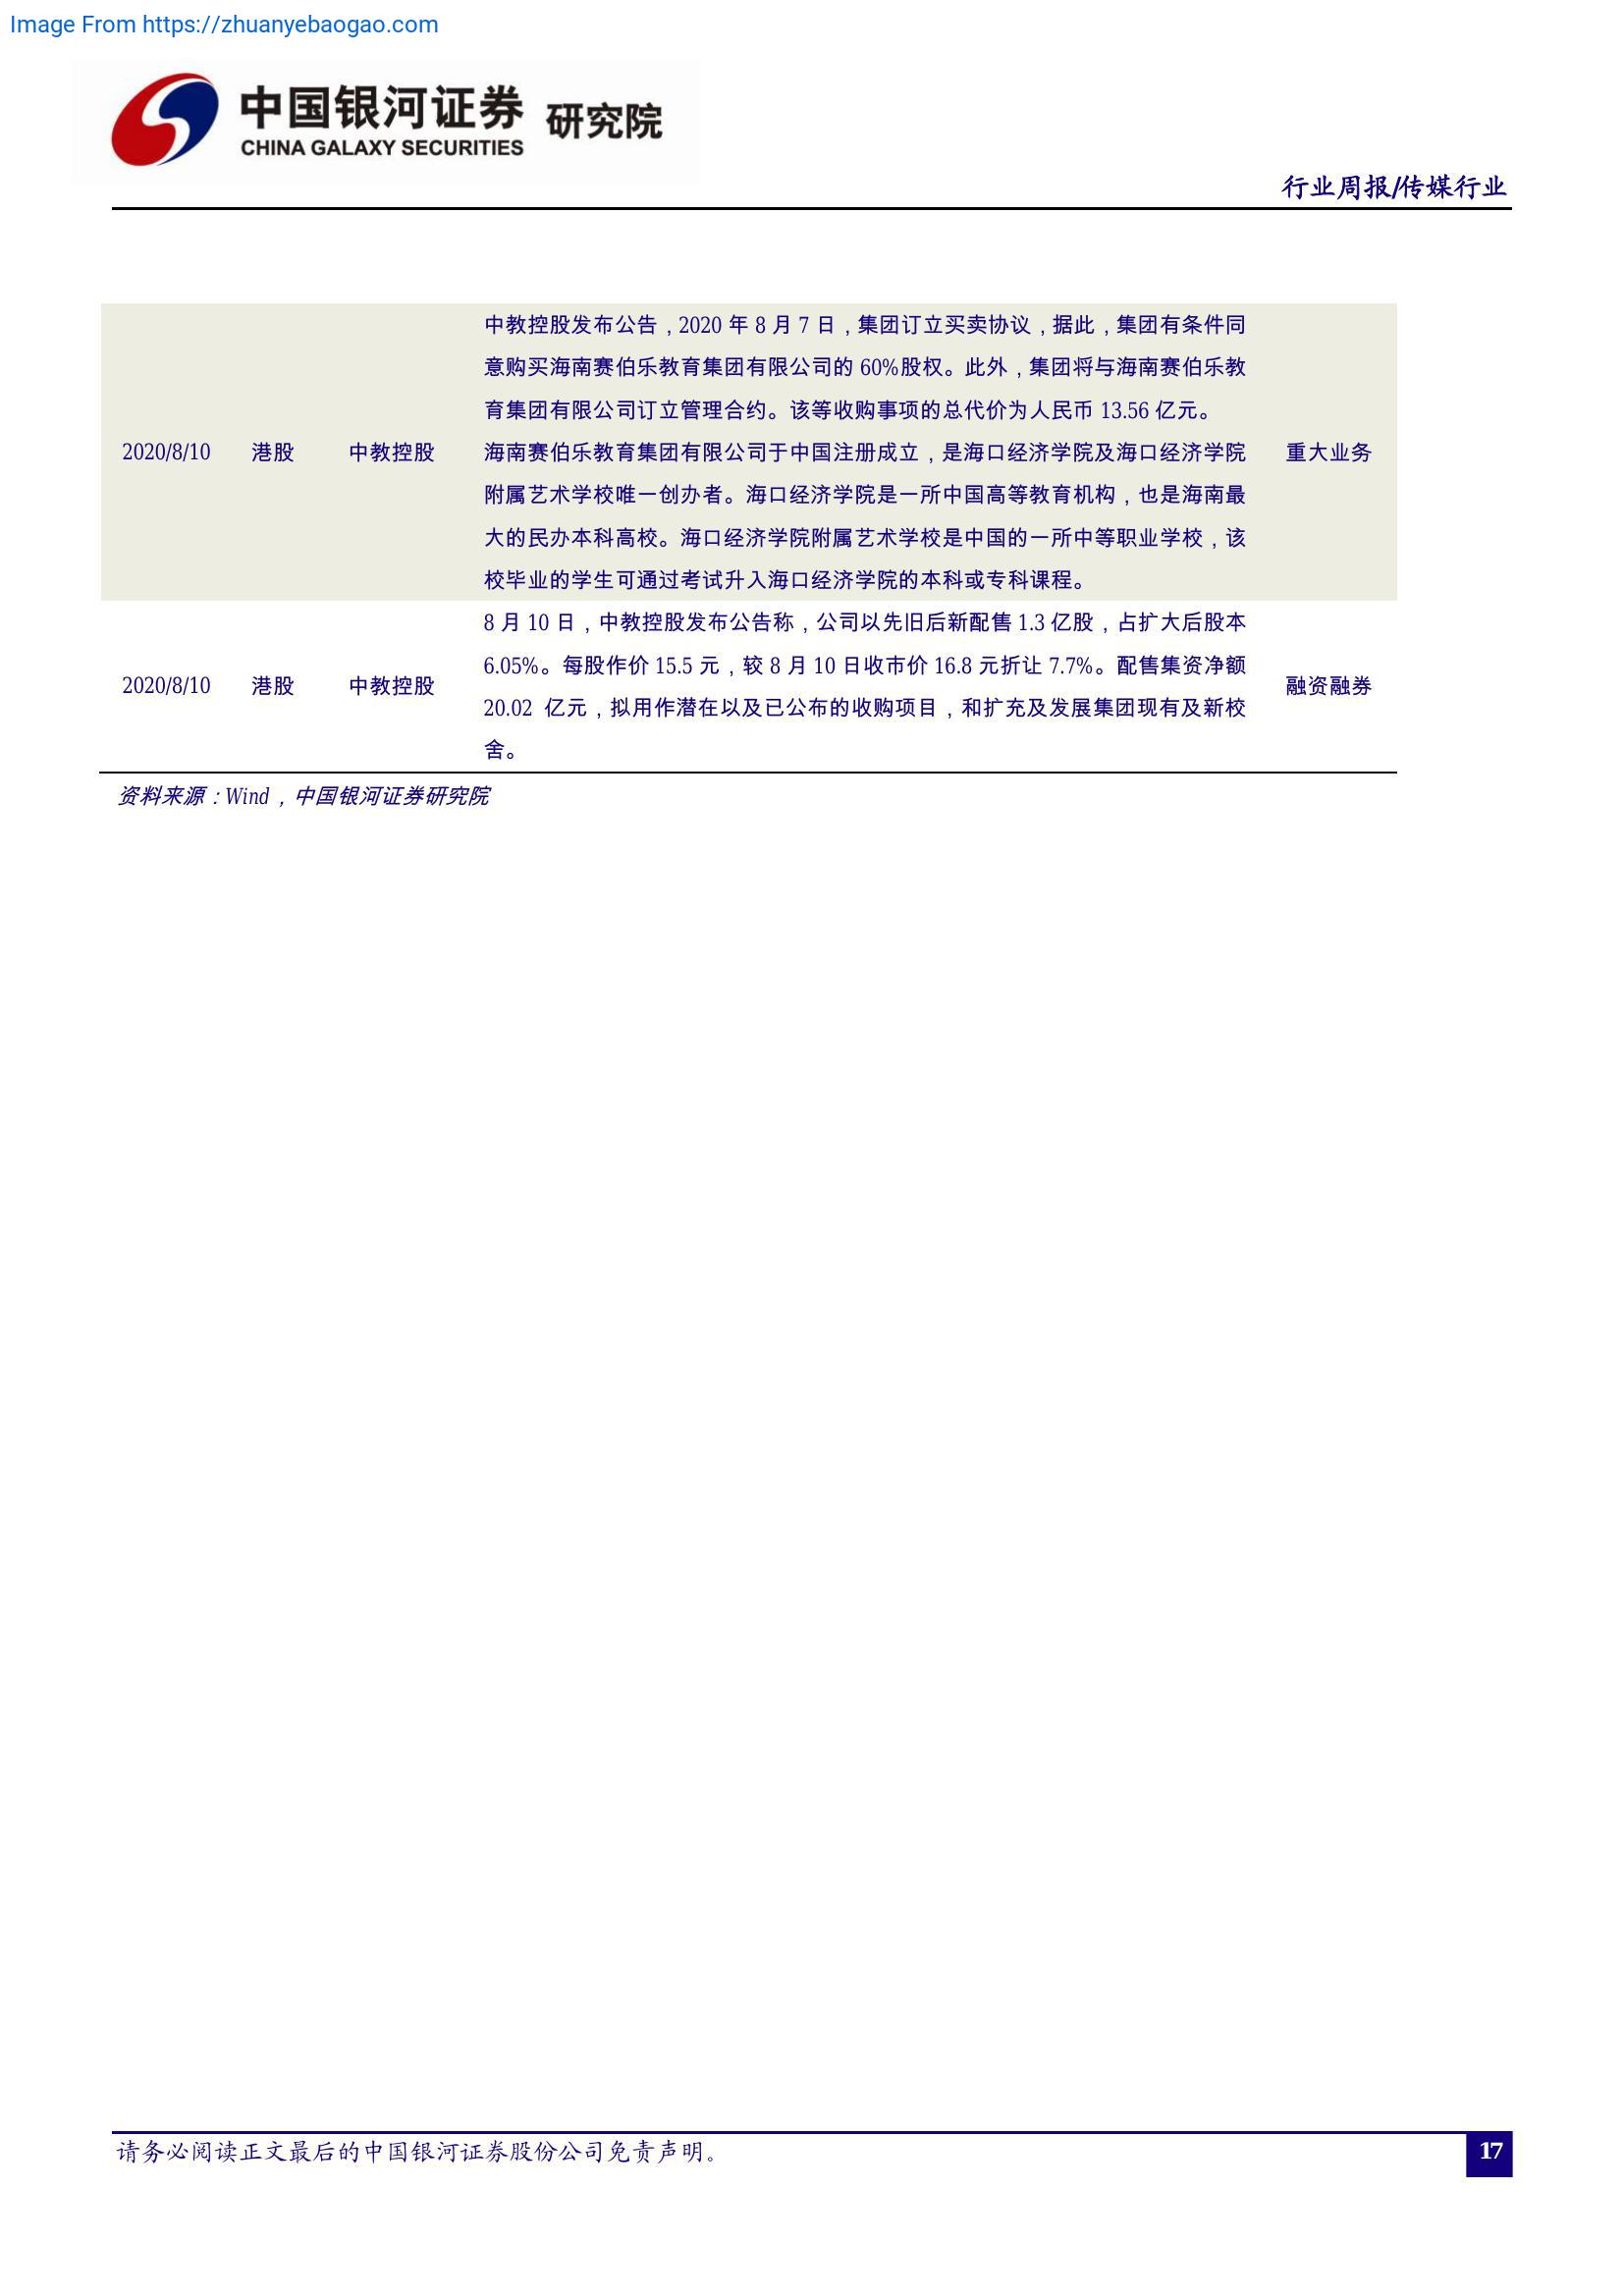 Image From https://zhuanyebaogao.com
中国银河证券 研究院
CHINA GALAXY SECURITIES
行业周报/传媒行业
中教控股发布公告，2020 年 8 月 7 日，集团订立买卖协议，据此，集团有条件同
意购买海南赛伯乐教育集团有限公司的 60%股权。此外，集团将与海南赛伯乐教
育集团有限公司订立管理合约。该等收购事项的总代价为人民币 13.56 亿元。
2020/8/10 港股 中教控股 海南赛伯乐教育集团有限公司于中国注册成立，是海口经济学院及海口经济学院 重大业务
附属艺术学校唯一创办者。海口经济学院是一所中国高等教育机构，也是海南最
大的民办本科高校。海口经济学院附属艺术学校是中国的一所中等职业学校，该
校毕业的学生可通过考试升入海口经济学院的本科或专科课程。
8 月 10 日，中教控股发布公告称，公司以先旧后新配售 1.3 亿股，占扩大后股本
6.05%。每股作价 15.5 元，较 8 月 10 日收市价 16.8 元折让 7.7%。配售集资净额
2020/8/10 港股 中教控股 融资融券
20.02 亿元，拟用作潜在以及已公布的收购项目，和扩充及发展集团现有及新校
舍。
资料来源：Wind，中国银河证券研究院
请务必阅读正文最后的中国银河证券股份公司免责声明。
17